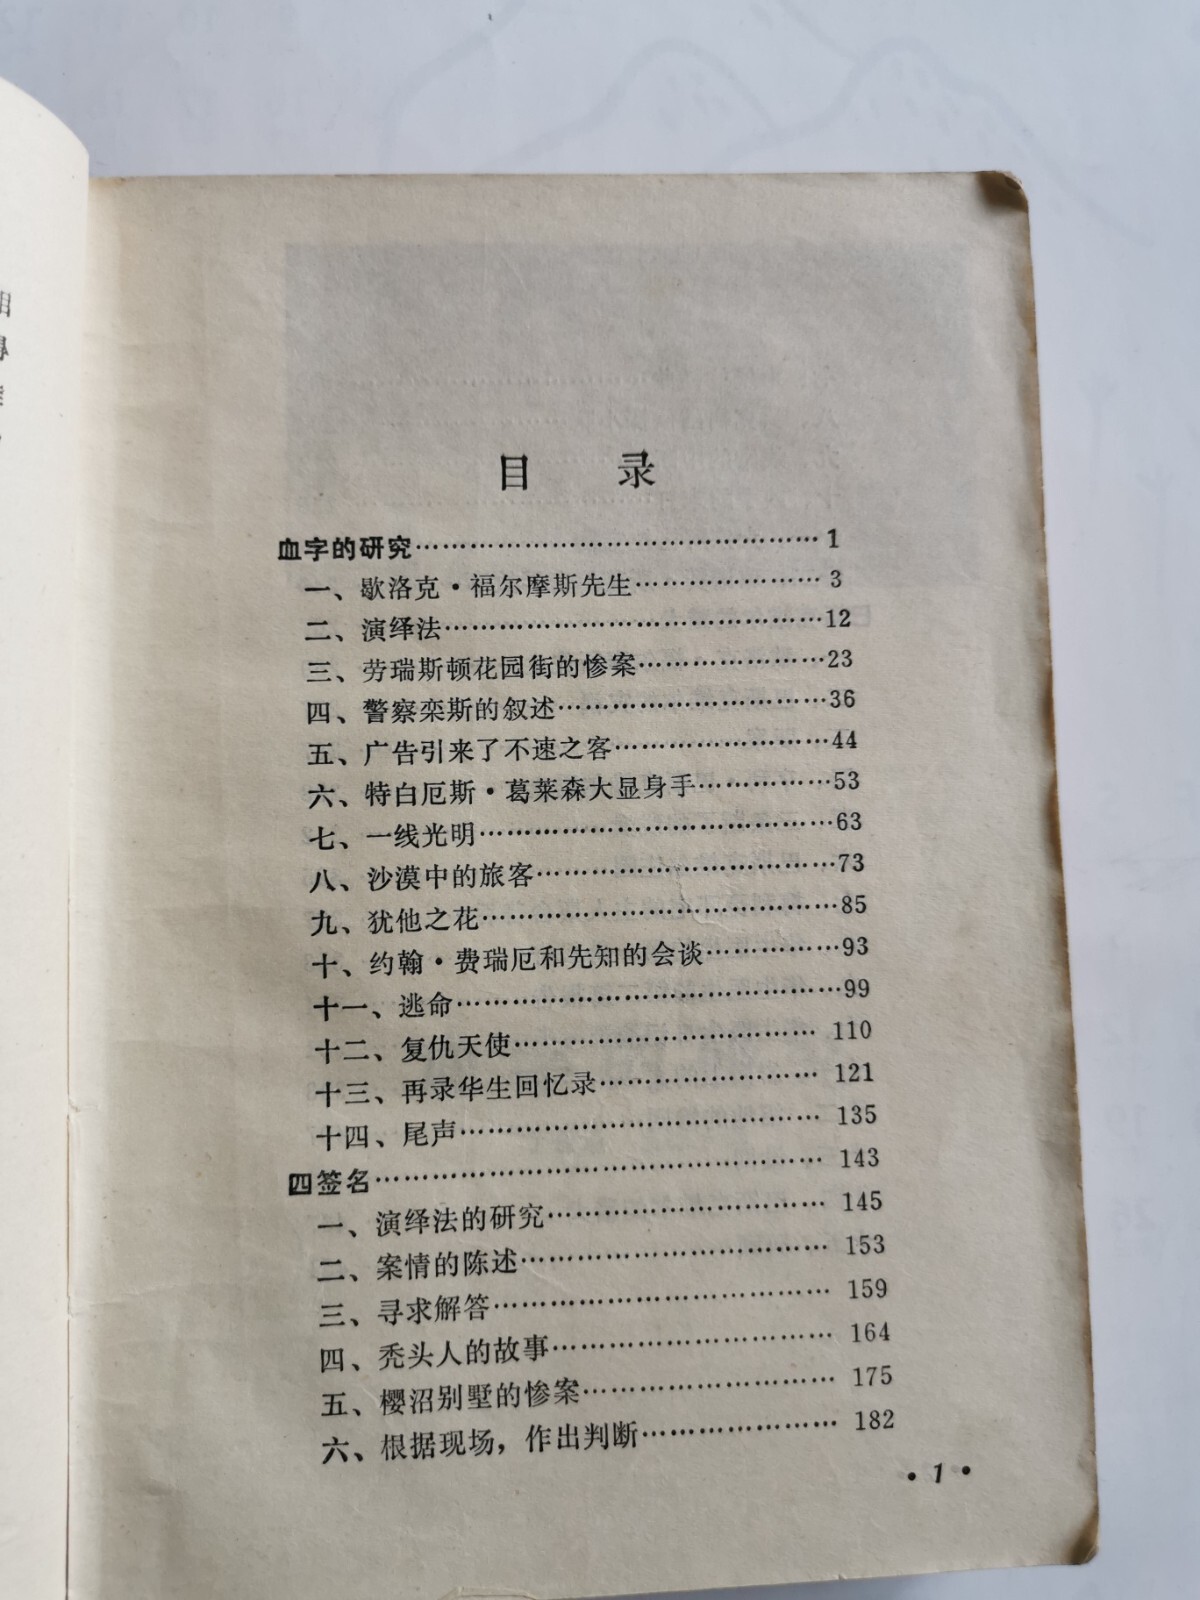 目 录
血字的研究…………………………………… 1
一、歇洛克·福尔摩斯先生………………… 3
二、演绎法……………………………………12
三、劳瑞斯顿花园街的惨案…………………23
四、警察栾斯的叙述…………………………36
五、广告引来了不速之客……………………44
六、特白厄斯·葛莱森大显身手……………53
七、一线光明…………………………………63
八、沙漠中的旅客……………………………73
九、犹他之花…………………………………85
十、约翰·费瑞厄和先知的会谈……………93
十一、逃命……………………………………99
十二、复仇天使…………………………… 110
十三、再录华生回忆录…………………… 121
十四、尾声………………………………… 135
四签名……………………………………… 143
一、演绎法的研究………………………… 145
二、案情的陈述…………………………… 153
三、寻求解答……………………………… 159
四、秃头人的故事………………………… 164
五、樱沼别墅的惨案……………………… 175
六、根据现场，作出判断………………… 182
· 1 ·